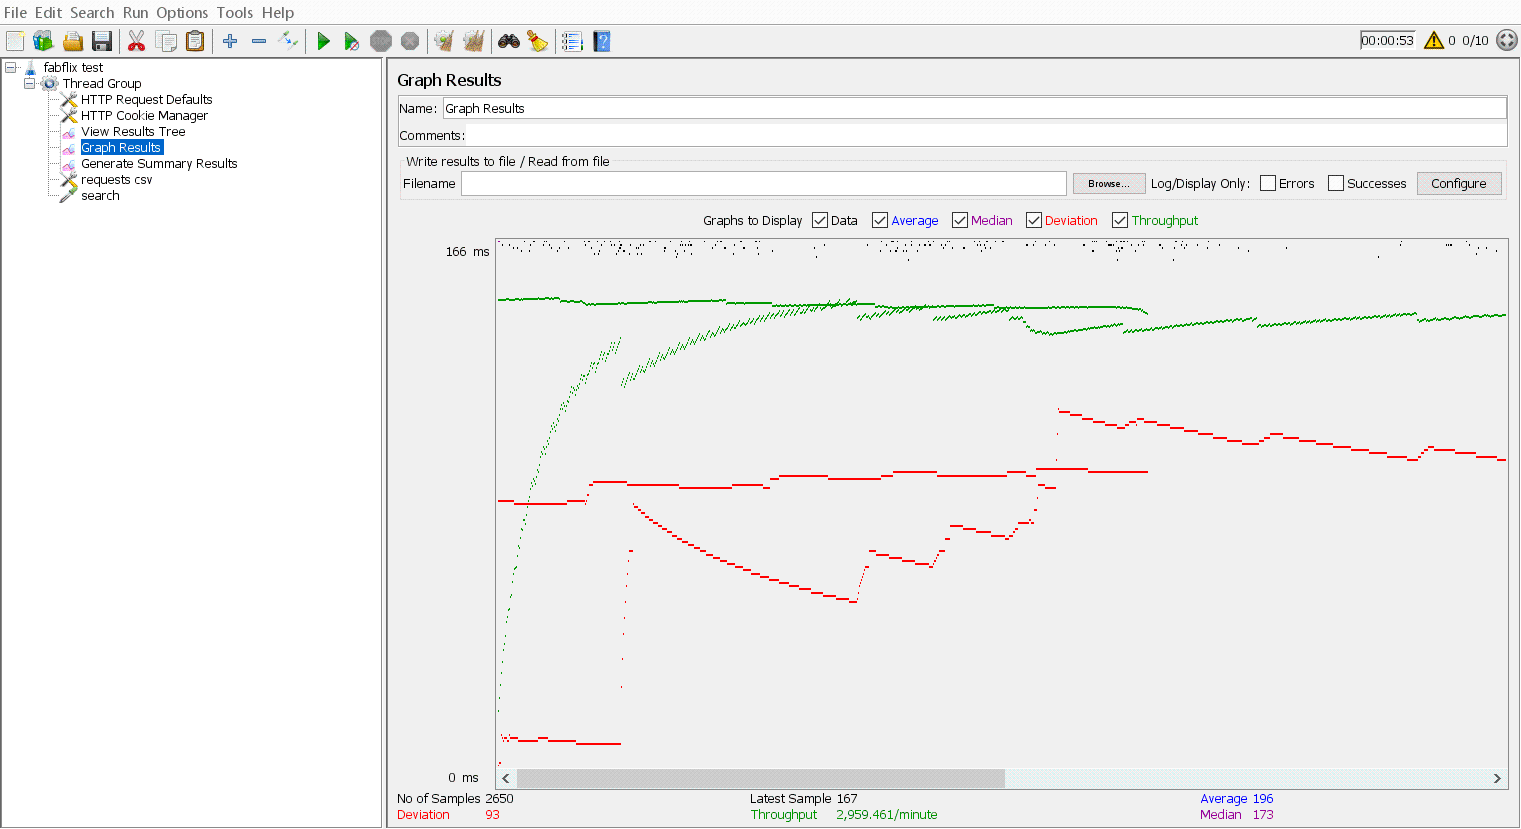 File Edit Search Run Options Tools Help
00:00:53 0 0/10
fabflix test
Thread Group
HTTP Request Defaults
HTTP Cookie Manager
View Results Tree
Graph Results
Generate Summary Results
requests csv
search
Graph Results
Name: Graph Results
Comments:
Write results to file / Read from file
Filename Browse... Log/Display Only: Errors Successes Configure
Graphs to Display Data Average Median Deviation Throughput
166 ms
0 ms
No of Samples 2650 Latest Sample 167 Average 196
Deviation 93 Throughput 2,959.461/minute Median 173